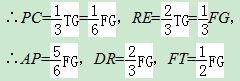 ∴PC=1/3TG=1/6FG, RE=2/3TG=1/3FG,
∴AP=5/6FG, DR=2/3FG, FT=1/2FG